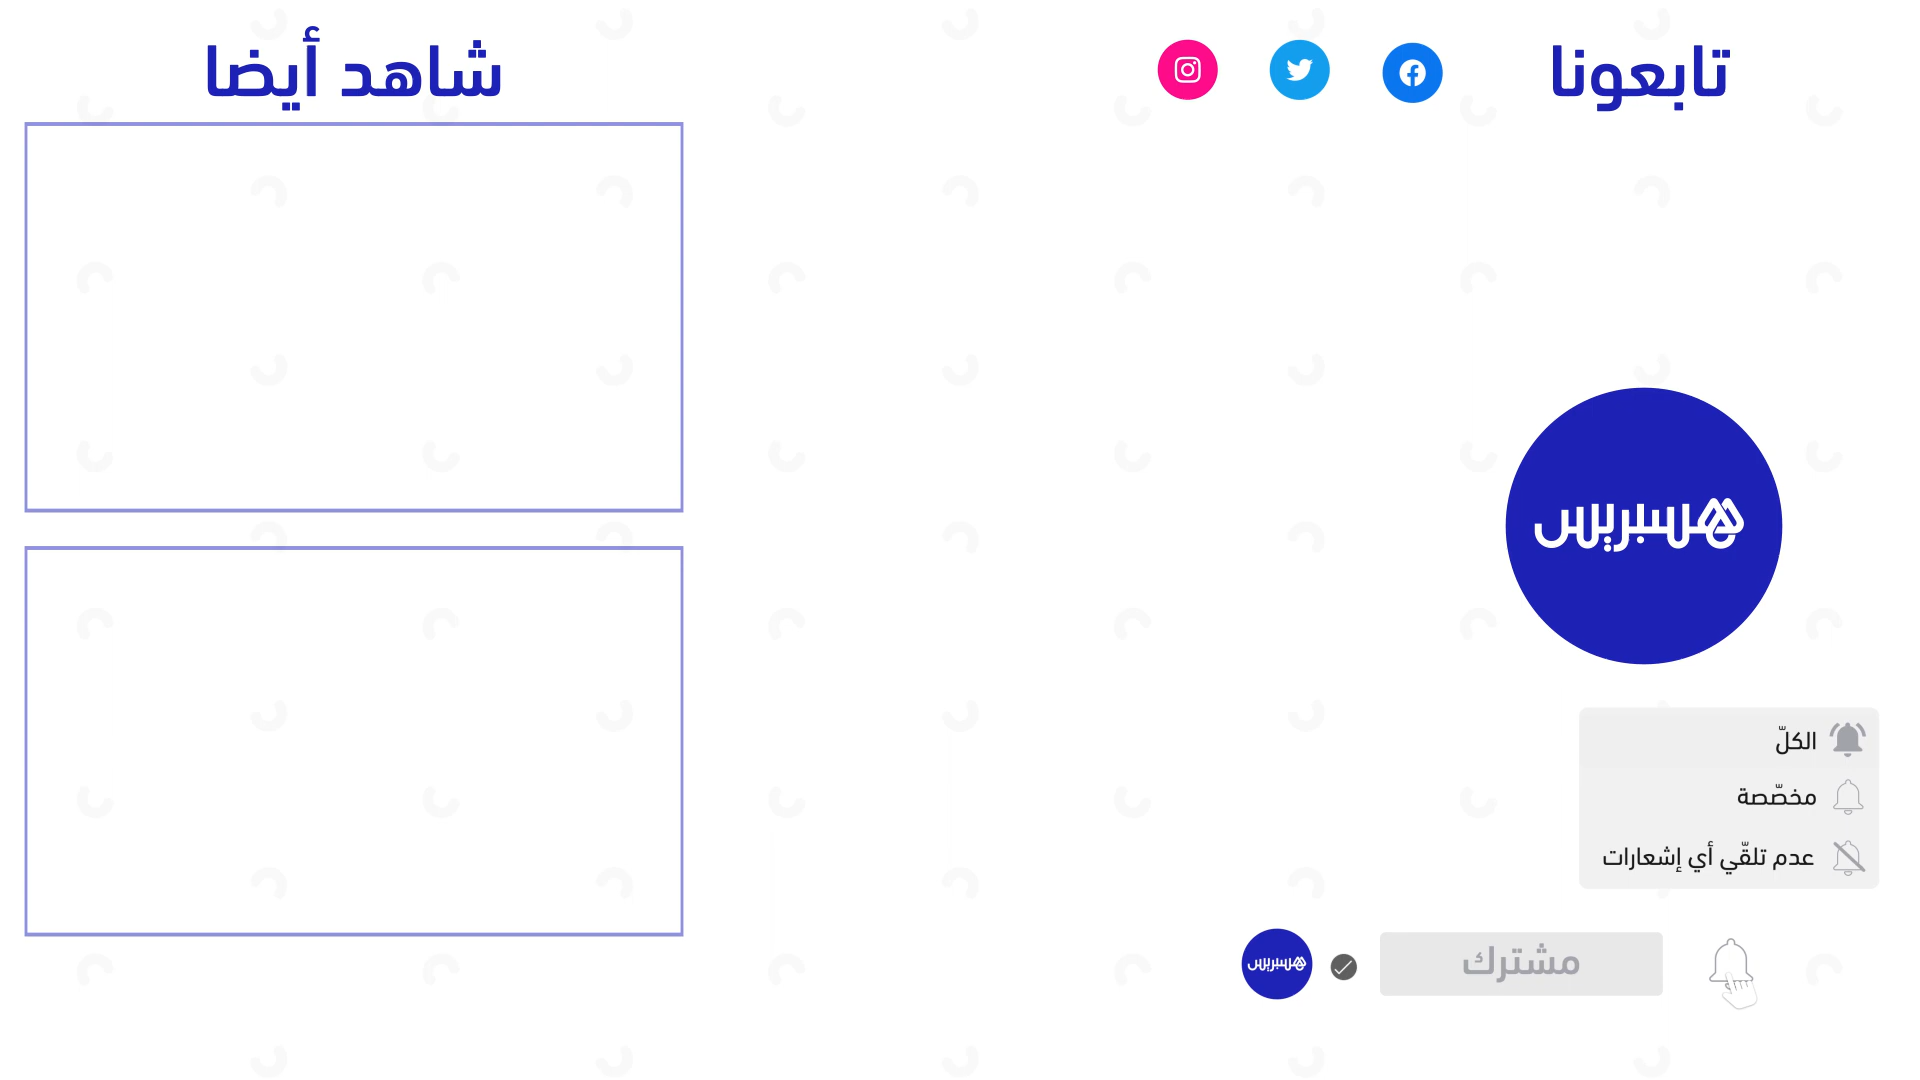 تابعونا
شاهد أيضا
هسبريس
الكلّ
مخصّصة
عدم تلقّي أي إشعارات
مشترك
هسبريس